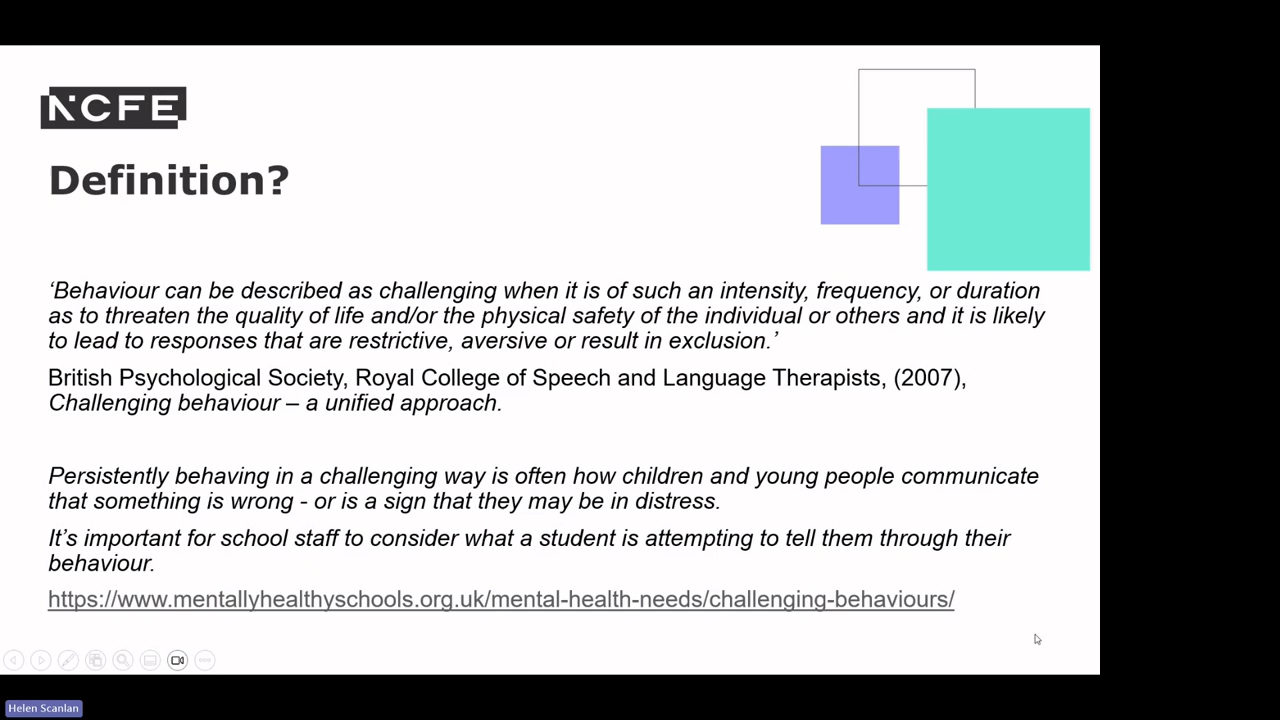 NCFE
Definition?
‘Behaviour can be described as challenging when it is of such an intensity, frequency, or duration
as to threaten the quality of life and/or the physical safety of the individual or others and it is likely
to lead to responses that are restrictive, aversive or result in exclusion.’
British Psychological Society, Royal College of Speech and Language Therapists, (2007),
Challenging behaviour – a unified approach.
Persistently behaving in a challenging way is often how children and young people communicate
that something is wrong - or is a sign that they may be in distress.
It’s important for school staff to consider what a student is attempting to tell them through their
behaviour.
https://www.mentallyhealthyschools.org.uk/mental-health-needs/challenging-behaviours/
Helen Scanlan